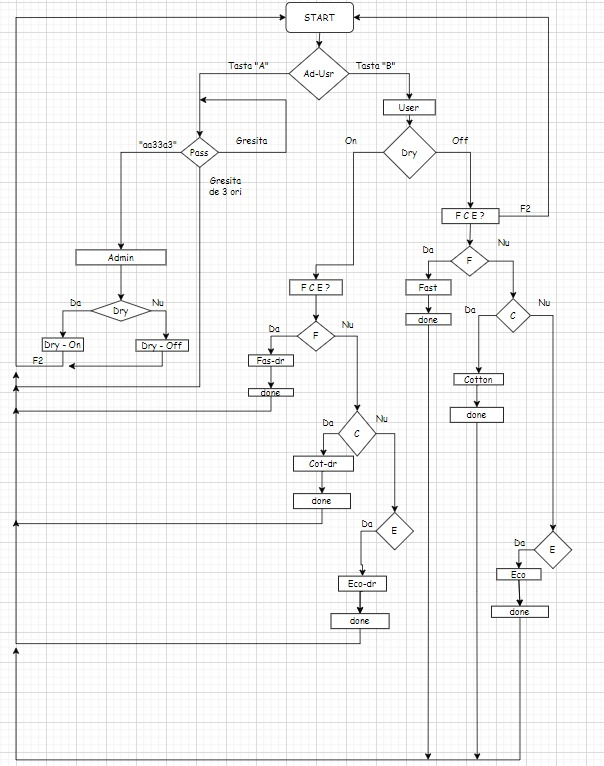 START
Tasta "A"
Ad-Usr
Tasta "B"
User
"aa33a3"
Pass
Gresita
Gresita
de 3 ori
On
Dry
Off
F C E ?
F2
Admin
Da
Dry
Nu
Dry - On
Dry - Off
F2
F C E ?
Da
F
Nu
Fas-dr
done
Da
C
Nu
Cot-dr
done
Da
E
Eco-dr
done
Da
F
Nu
Fast
done
Da
C
Nu
Cotton
done
Da
E
Eco
done